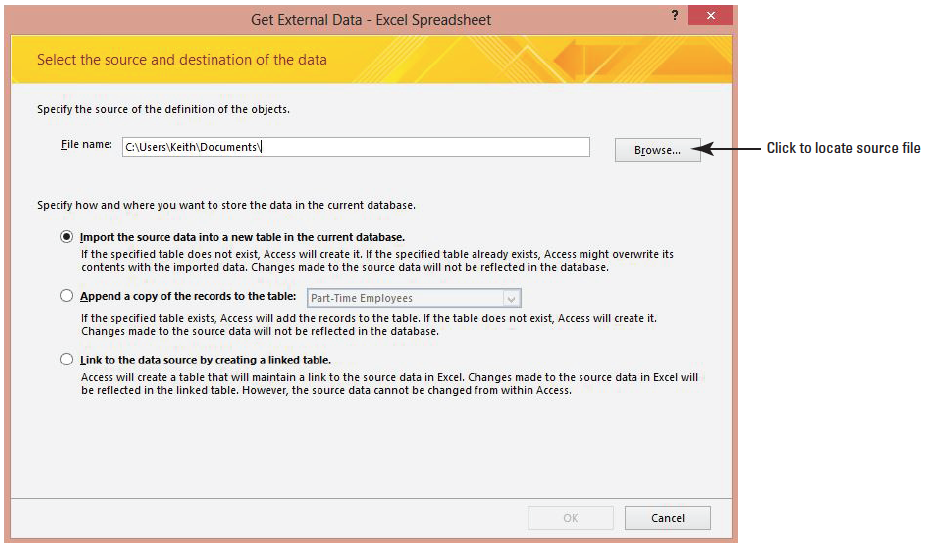 Get External Data - Excel Spreadsheet
?
Select the source and destination of the data
Specify the source of the definition of the objects.
File name: C:\Users\Keith\Documents\
Browse...
Click to locate source file
Specify how and where you want to store the data in the current database.
Import the source data into a new table in the current database.
If the specified table does not exist, Access will create it. If the specified table already exists, Access might overwrite its
contents with the imported data. Changes made to the source data will not be reflected in the database.
Append a copy of the records to the table: Part-Time Employees
If the specified table exists, Access will add the records to the table. If the table does not exist, Access will create it.
Changes made to the source data will not be reflected in the database.
Link to the data source by creating a linked table.
Access will create a table that will maintain a link to the source data in Excel. Changes made to the source data in Excel will
be reflected in the linked table. However, the source data cannot be changed from within Access.
OK
Cancel